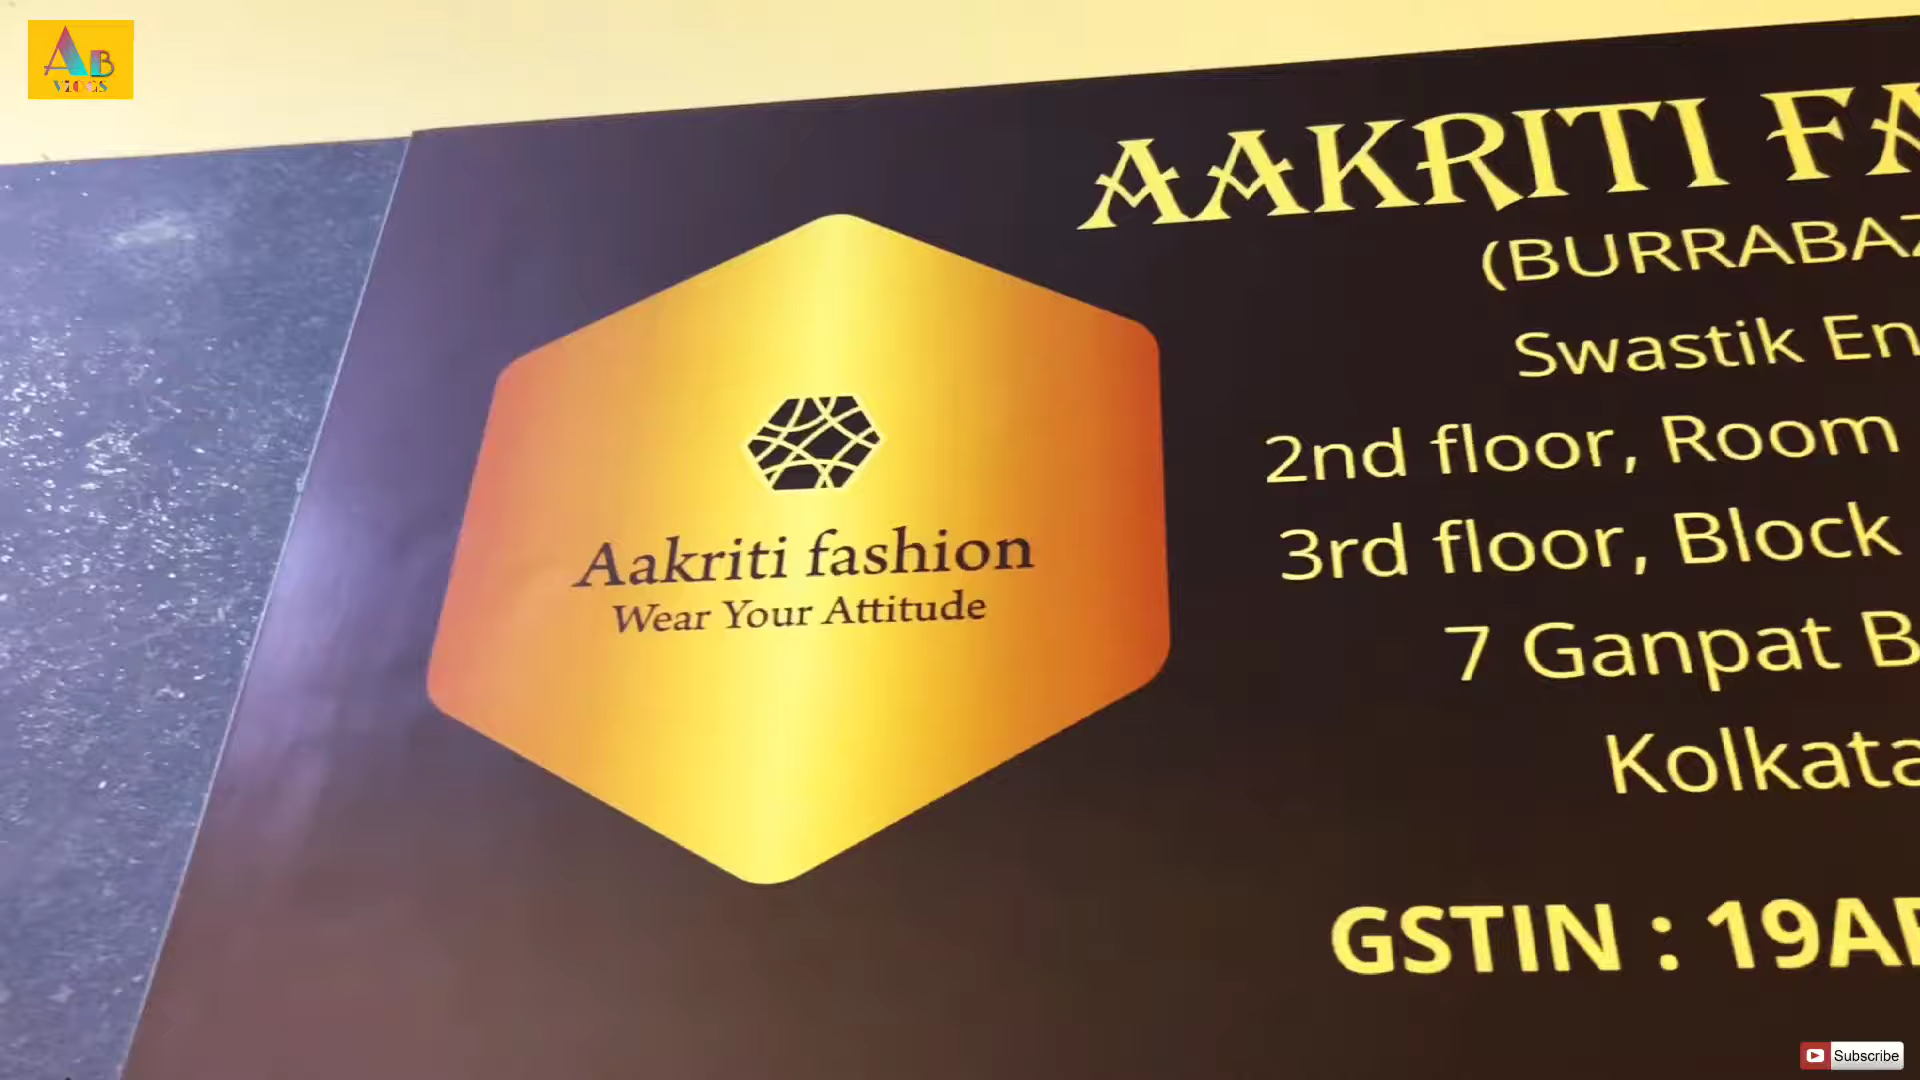 AB
VLOGS
AAKRITI FA
(BURRABAZ
Swastik En
2nd floor, Room
3rd floor, Block
7 Ganpat B
Kolkata
GSTIN : 19AF
Aakriti fashion
Wear Your Attitude
Subscribe